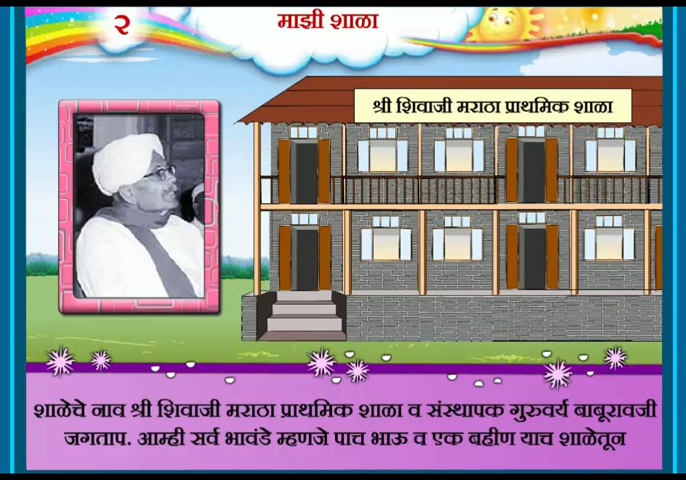 २
माझी शाळा
श्री शिवाजी मराठा प्राथमिक शाळा
शाळेचे नाव श्री शिवाजी मराठा प्राथमिक शाळा व संस्थापक गुरुवर्य बाबूरावजी
जगताप. आम्ही सर्व भावंडे म्हणजे पाच भाऊ व एक बहीण याच शाळेतून